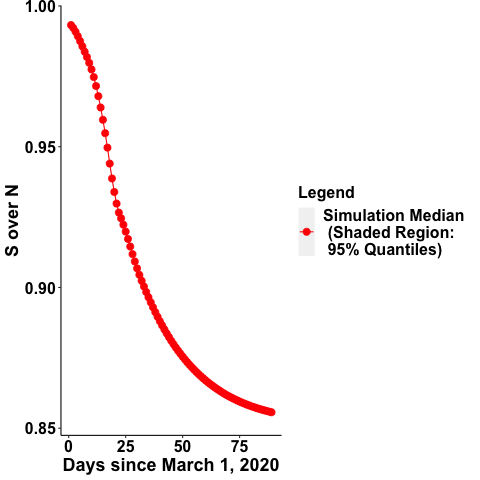 1.00
0.95
0.90
0.85
S over N
0
25
50
75
Days since March 1, 2020
Legend
Simulation Median
(Shaded Region:
95% Quantiles)